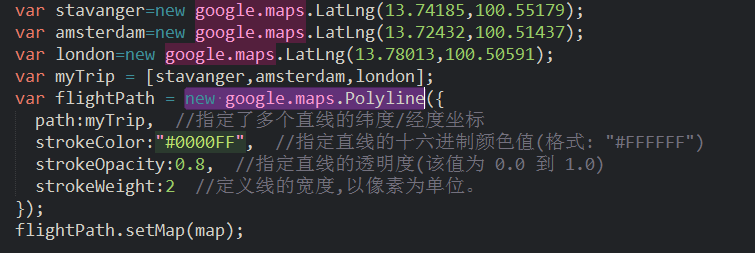 var stavanger=new google.maps.LatLng(13.74185,100.55179);
var amsterdam=new google.maps.LatLng(13.72432,100.51437);
var london=new google.maps.LatLng(13.78013,100.50591);
var myTrip = [stavanger,amsterdam,london];
var flightPath = new google.maps.Polyline({
path:myTrip,  //指定了多个直线的纬度/经度坐标
strokeColor:"#0000FF",  //指定直线的十六进制颜色值(格式: "#FFFFFF")
strokeOpacity:0.8,  //指定直线的透明度(该值为 0.0 到 1.0)
strokeWeight:2  //定义线的宽度,以像素为单位。
});
flightPath.setMap(map);